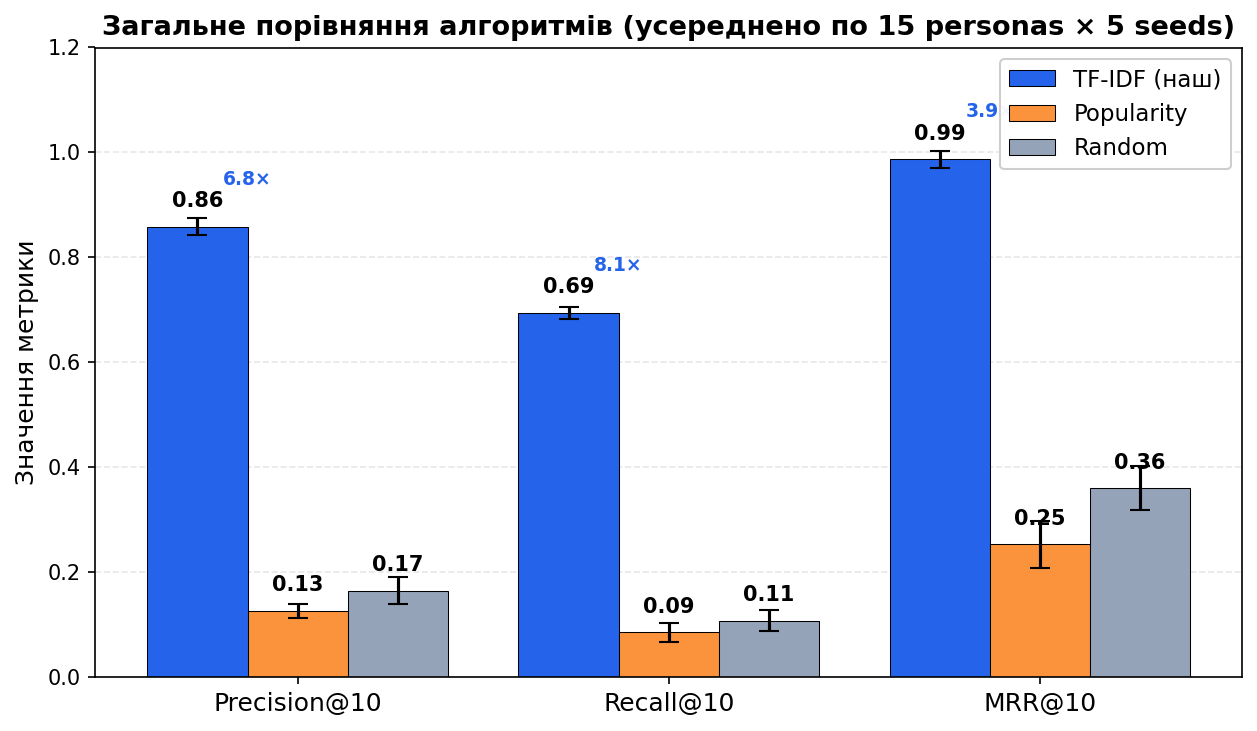 Загальне порівняння алгоритмів (усереднено по 15 personas × 5 seeds)
Значення метрики
1.2
1.0
0.8
0.6
0.4
0.2
0.0
TF-IDF (наш)
Popularity
Random
0.86
6.8×
0.13
0.17
0.69
8.1×
0.09
0.11
0.99
3.9
0.25
0.36
Precision@10
Recall@10
MRR@10